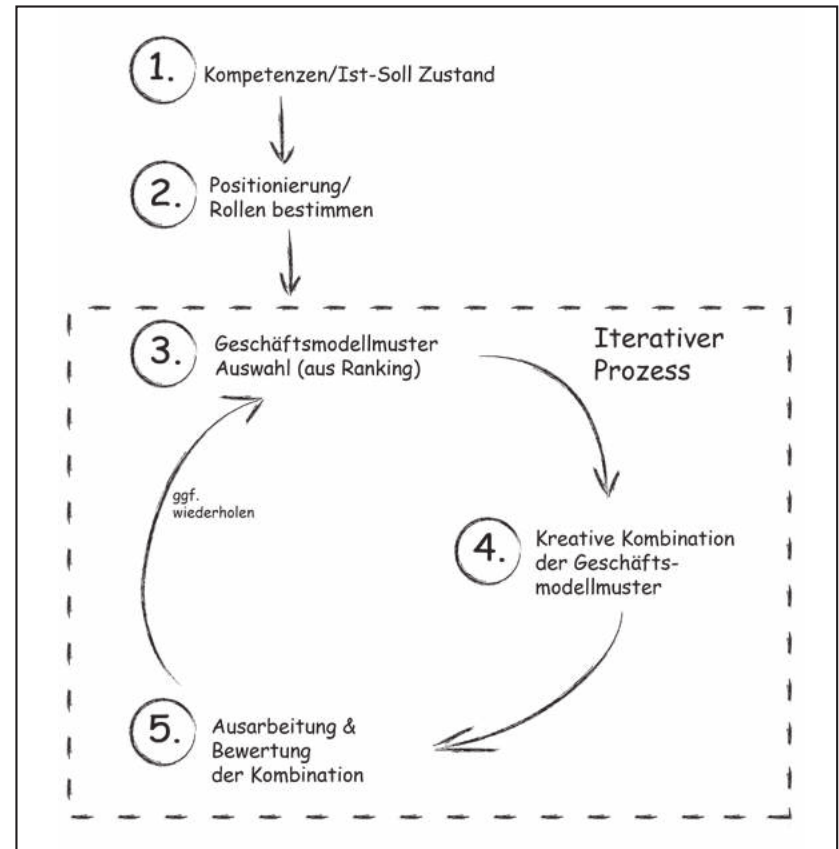 1. Kompetenzen/Ist-Soll Zustand
2. Positionierung/
Rollen bestimmen
3. Geschäftsmodellmuster
Auswahl (aus Ranking)
Iterativer
Prozess
ggf.
wiederholen
4. Kreative Kombination
der Geschäfts-
modellmuster
5. Ausarbeitung &
Bewertung
der Kombination